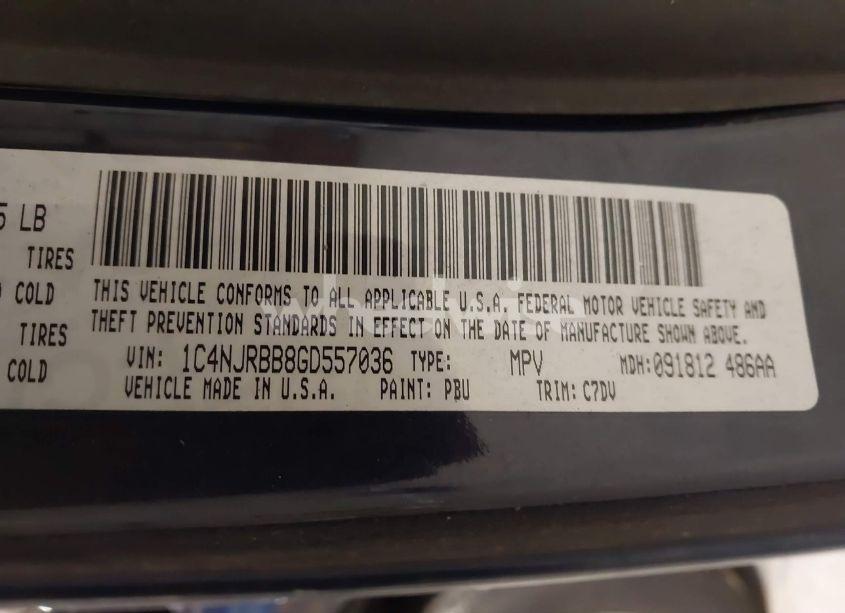 5 LB
TIRES
COLD
TIRES
COLD
THIS VEHICLE CONFORMS TO ALL APPLICABLE U.S.A. FEDERAL MOTOR VEHICLE SAFETY AND
THEFT PREVENTION STANDARDS IN EFFECT ON THE DATE OF MANUFACTURE SHOWN ABOVE.
VIN: 1C4NJRBB8GD557036 TYPE: MPV MDH:091812 486AA
VEHICLE MADE IN U.S.A. PAINT: PBU TRIM: C7DV